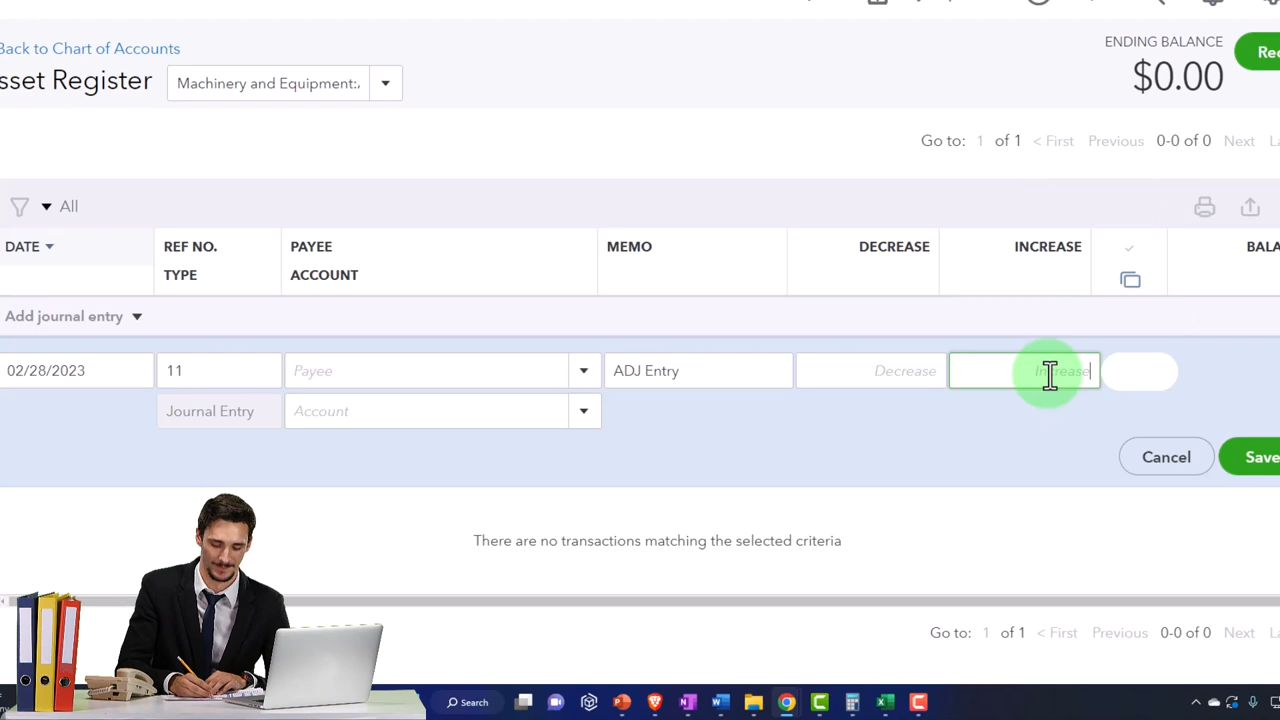 Back to Chart of Accounts
ENDING BALANCE
sset Register
Machinery and Equipment:
$0.00
Go to: 1 of 1 < First Previous 0-0 of 0 Next
All
DATE REF NO. PAYEE MEMO DECREASE INCREASE
TYPE ACCOUNT
Add journal entry
02/28/2023 11 Payee ADJ Entry Decrease Increase
Journal Entry Account
Cancel Save
There are no transactions matching the selected criteria
Go to: 1 of 1 < First Previous 0-0 of 0 Next
Search